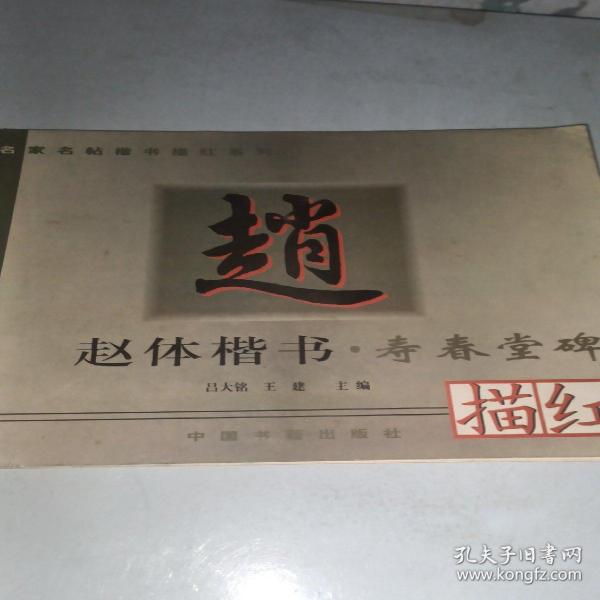 名家名帖楷书描红系列
趙
赵体楷书·寿春堂碑
吕大铭 王建 主编
描红
中国书籍出版社
孔夫子旧书网
www.kongfz.com